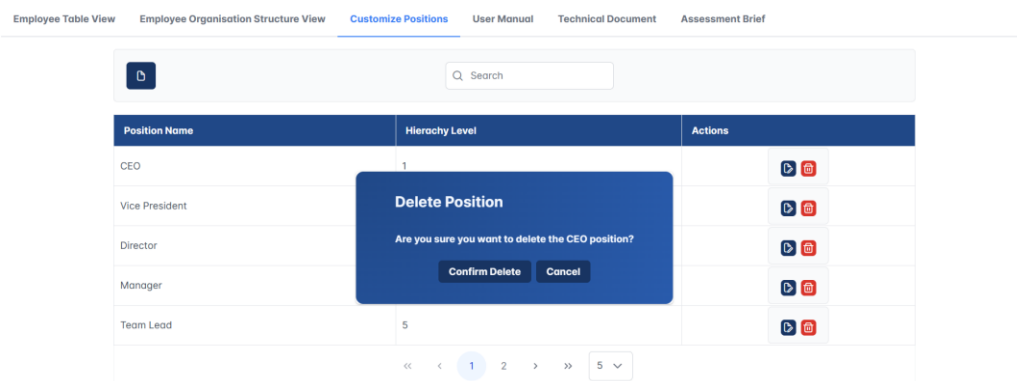 Employee Table View Employee Organisation Structure View Customize Positions User Manual Technical Document Assessment Brief
Search
Position Name Hierachy Level Actions
CEO 1
Vice President
Director
Manager
Team Lead 5
Delete Position
Are you sure you want to delete the CEO position?
Confirm Delete Cancel
« ‹ 1 2 › » 5